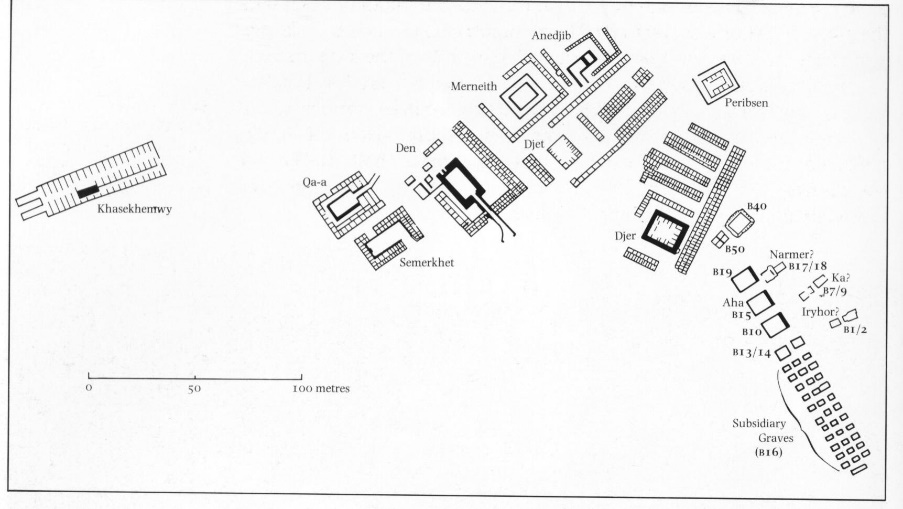 Anedjib
Merneith
Peribsen
Djet
Den
Qa-a
Khasekhemwy
Semerkhet
Djer
B40
B50
Narmer?
B17/18
B19
Ka?
B7/9
Aha
B15
Iryhor?
B1/2
B10
B13/14
0 50 100 metres
Subsidiary
Graves
(B16)